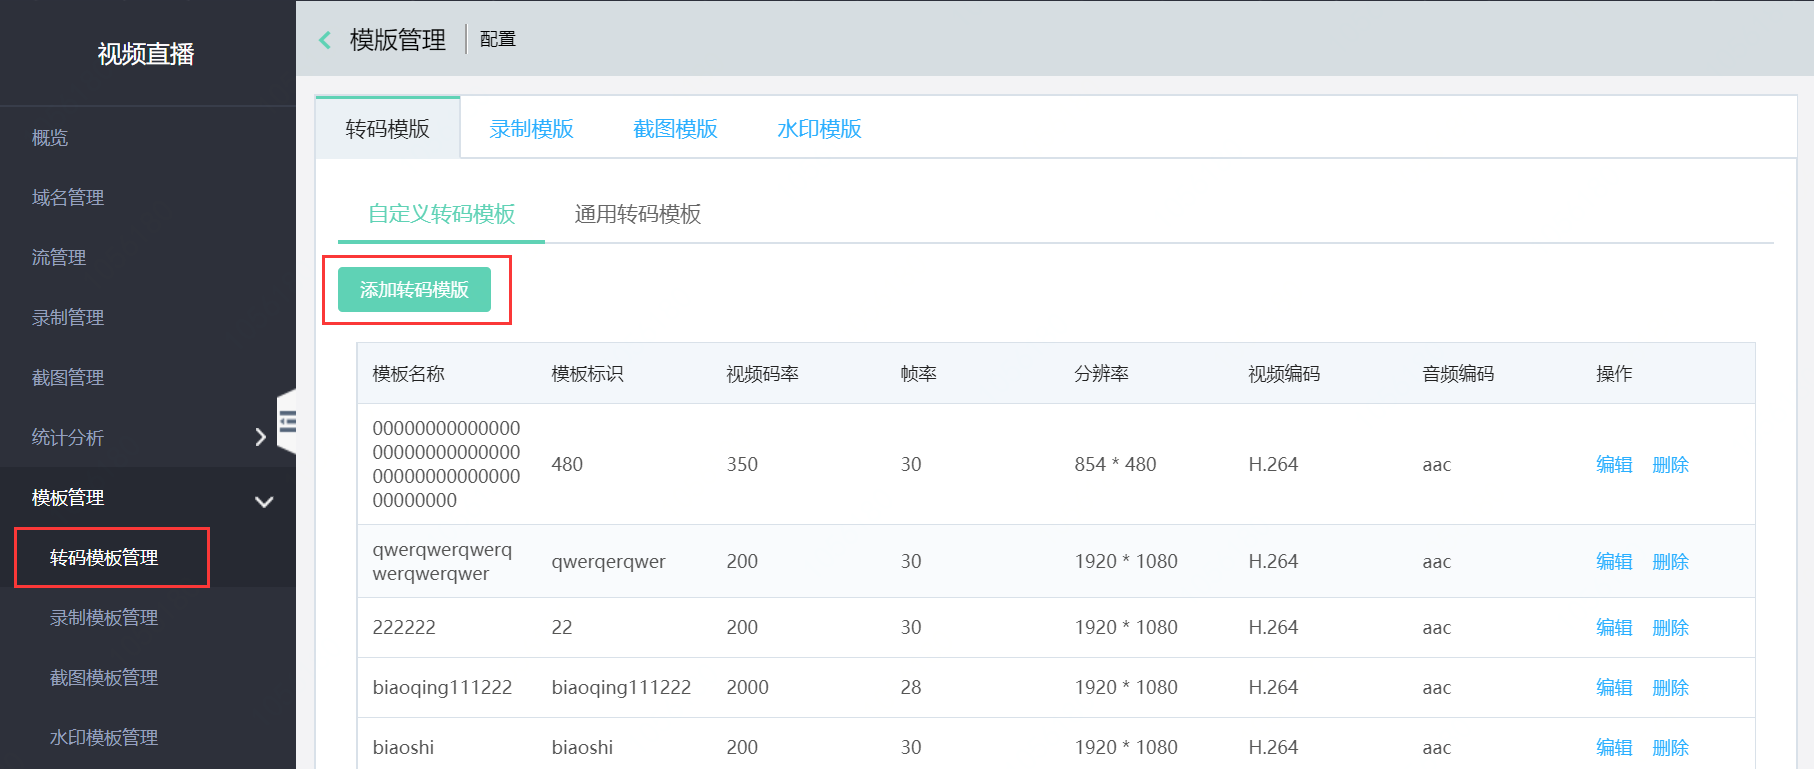 视频直播
概览
域名管理
流管理
录制管理
截图管理
统计分析
模板管理
转码模板管理
录制模板管理
截图模板管理
水印模板管理
模版管理 配置
转码模版 录制模版 截图模版 水印模版
自定义转码模板 通用转码模板
添加转码模版
模板名称 模板标识 视频码率 帧率 分辨率 视频编码 音频编码 操作
00000000000000
00000000000000
00000000000000
00000000
480 350 30 854 * 480 H.264 aac 编辑 删除
qwerqwerqwerq
werqwerqwer
qwerqerqwer 200 30 1920 * 1080 H.264 aac 编辑 删除
222222 22 200 30 1920 * 1080 H.264 aac 编辑 删除
biaoqing111222 biaoqing111222 2000 28 1920 * 1080 H.264 aac 编辑 删除
biaoshi biaoshi 200 30 1920 * 1080 H.264 aac 编辑 删除